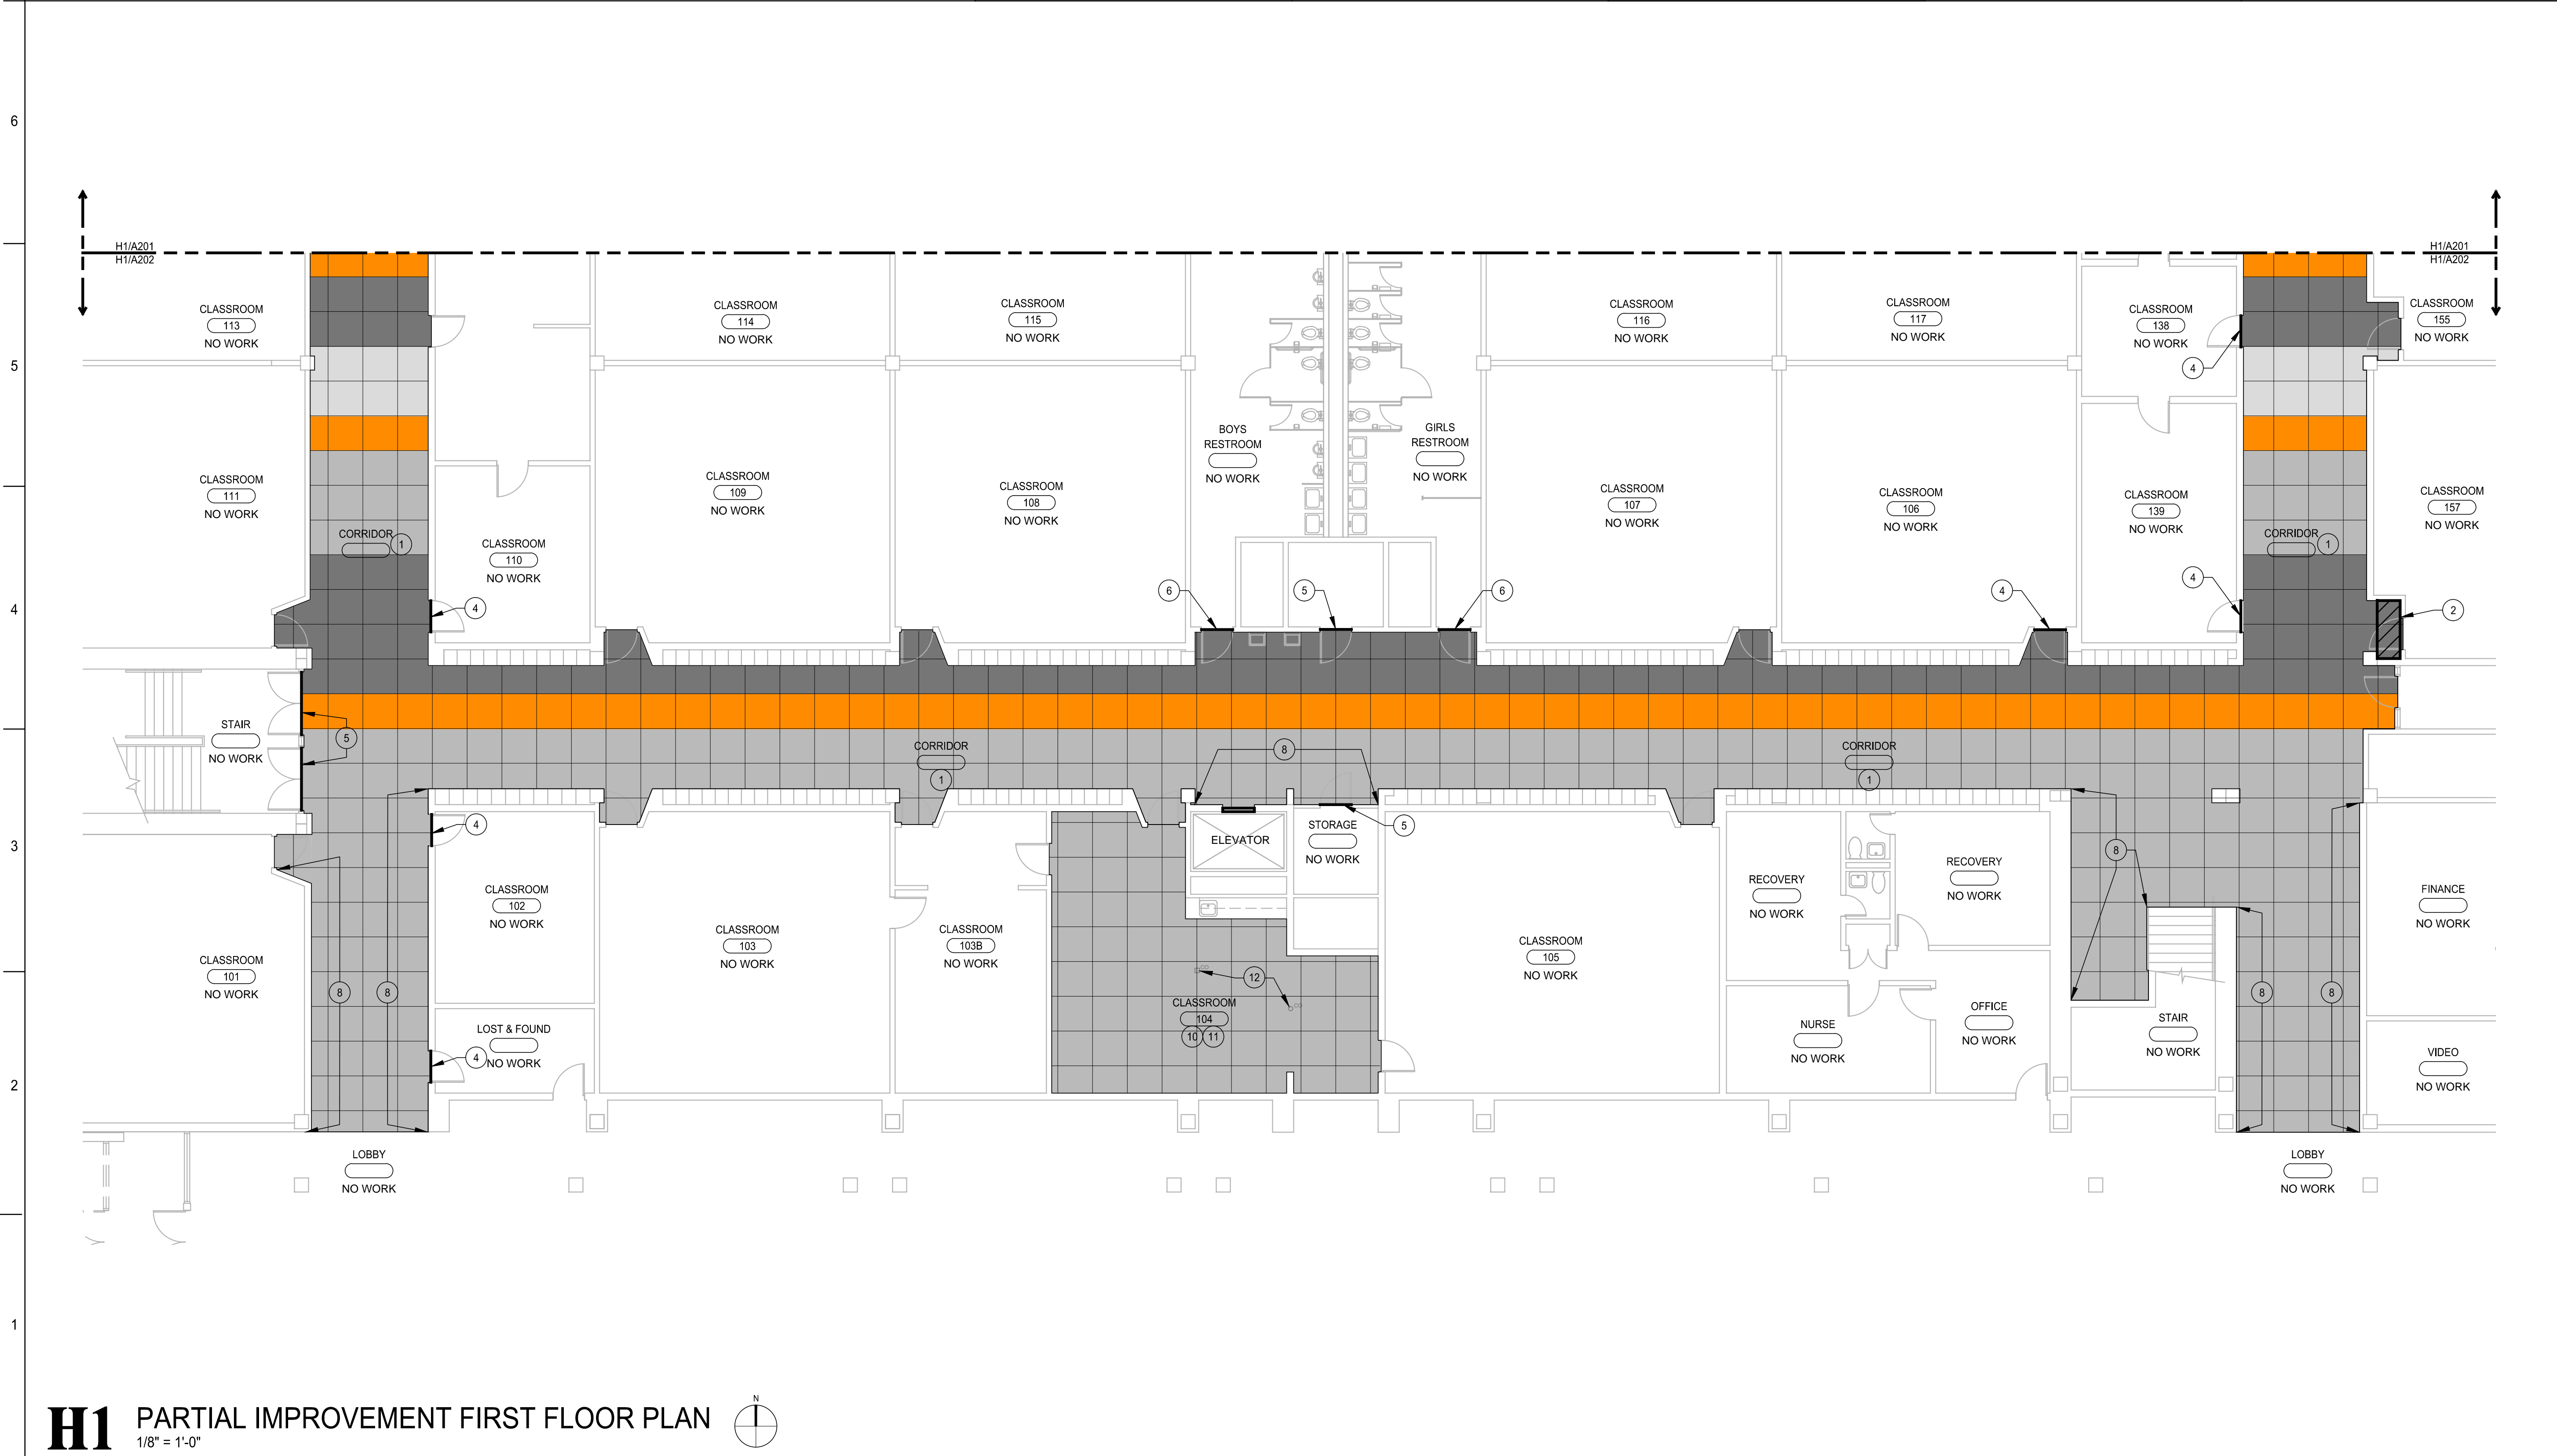 6
H1/A201
H1/A202
H1/A201
H1/A202
CLASSROOM
113
NO WORK
CLASSROOM
114
NO WORK
CLASSROOM
115
NO WORK
CLASSROOM
116
NO WORK
CLASSROOM
117
NO WORK
CLASSROOM
138
NO WORK
CLASSROOM
155
NO WORK
4
5
CLASSROOM
111
NO WORK
CLASSROOM
109
NO WORK
CLASSROOM
108
NO WORK
BOYS
RESTROOM
NO WORK
GIRLS
RESTROOM
NO WORK
CLASSROOM
107
NO WORK
CLASSROOM
106
NO WORK
CLASSROOM
139
NO WORK
CLASSROOM
157
NO WORK
CORRIDOR
1
CLASSROOM
110
NO WORK
CORRIDOR
1
4
4
6
5
6
4
4
2
STAIR
NO WORK
5
CORRIDOR
1
8
CORRIDOR
1
3
4
ELEVATOR
STORAGE
NO WORK
5
8
CLASSROOM
102
NO WORK
RECOVERY
NO WORK
RECOVERY
NO WORK
FINANCE
NO WORK
CLASSROOM
101
NO WORK
CLASSROOM
103
NO WORK
CLASSROOM
103B
NO WORK
CLASSROOM
105
NO WORK
8
8
12
CLASSROOM
104
10
11
8
8
2
LOST & FOUND
NO WORK
4
NURSE
NO WORK
OFFICE
NO WORK
STAIR
NO WORK
VIDEO
NO WORK
LOBBY
NO WORK
LOBBY
NO WORK
1
H1
PARTIAL IMPROVEMENT FIRST FLOOR PLAN
1/8" = 1'-0"
N